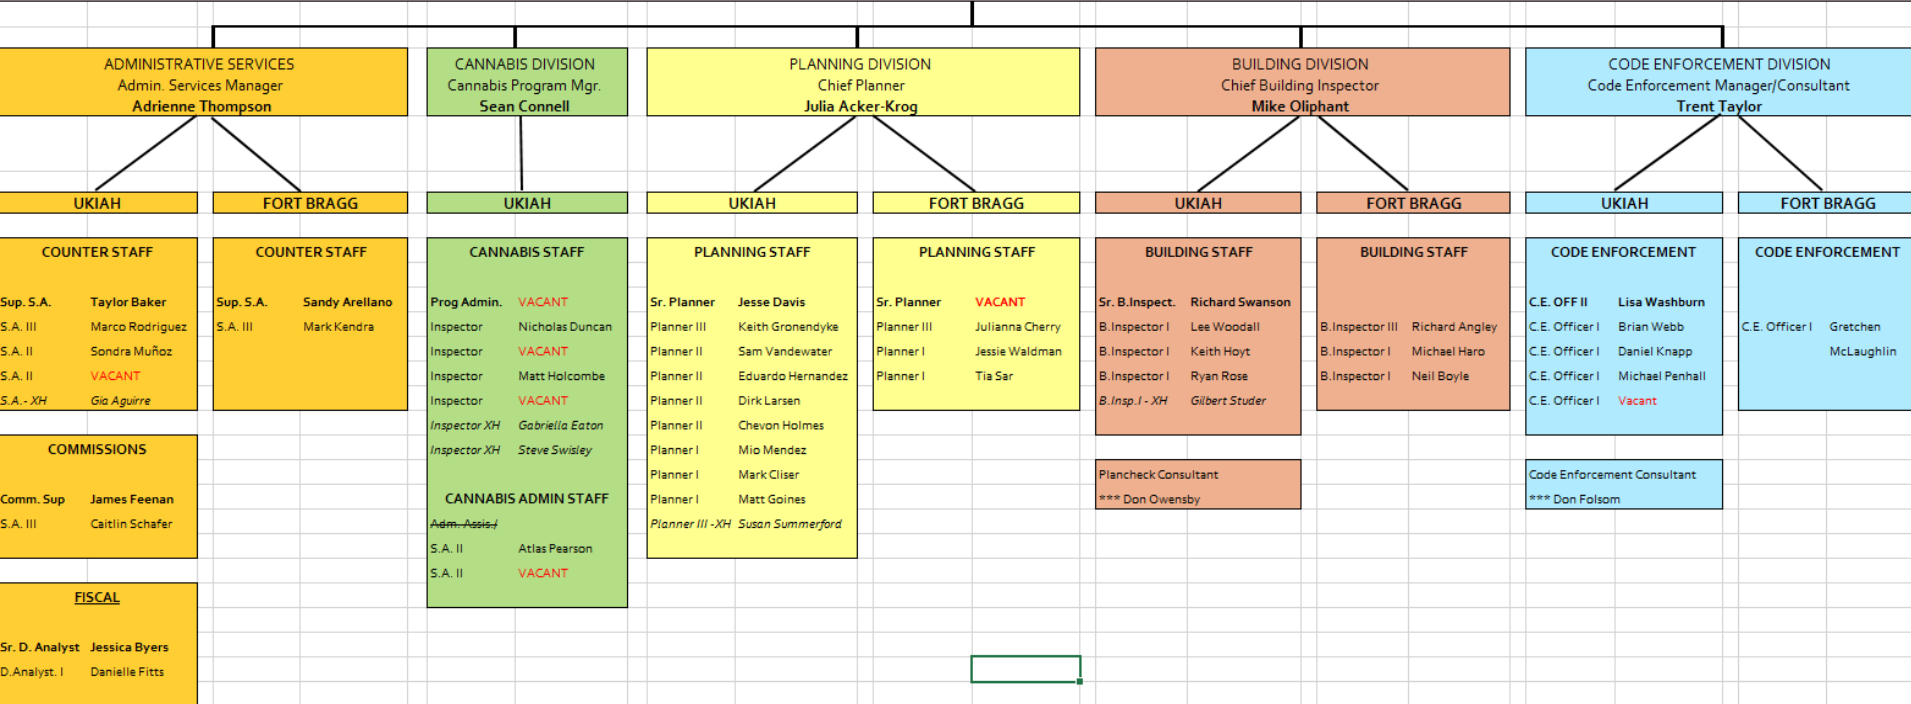 ADMINISTRATIVE SERVICES
Admin. Services Manager
Adrienne Thompson
CANNABIS DIVISION
Cannabis Program Mgr.
Sean Connell
PLANNING DIVISION
Chief Planner
Julia Acker-Krog
BUILDING DIVISION
Chief Building Inspector
Mike Oliphant
CODE ENFORCEMENT DIVISION
Code Enforcement Manager/Consultant
Trent Taylor
UKIAH
COUNTER STAFF
Sup. S.A. Taylor Baker
S.A. III Marco Rodriguez
S.A. II Sondra Muñoz
S.A. II VACANT
S.A.- XH Gia Aguirre
COMMISSIONS
Comm. Sup James Feenan
S.A. III Caitlin Schafer
FISCAL
Sr. D. Analyst Jessica Byers
D.Analyst. I Danielle Fitts
FORT BRAGG
COUNTER STAFF
Sup. S.A. Sandy Arellano
S.A. III Mark Kendra
UKIAH
CANNABIS STAFF
Prog Admin. VACANT
Inspector Nicholas Duncan
Inspector VACANT
Inspector Matt Holcombe
Inspector VACANT
Inspector XH Gabriella Eaton
Inspector XH Steve Swisley
CANNABIS ADMIN STAFF
Adm. Assis./
S.A. II Atlas Pearson
S.A. II VACANT
UKIAH
PLANNING STAFF
Sr. Planner Jesse Davis
Planner III Keith Gronendyke
Planner II Sam Vandewater
Planner II Eduardo Hernandez
Planner II Dirk Larsen
Planner II Chevon Holmes
Planner I Mio Mendez
Planner I Mark Cliser
Planner I Matt Goines
Planner III -XH Susan Summerford
FORT BRAGG
PLANNING STAFF
Sr. Planner VACANT
Planner III Julianna Cherry
Planner I Jessie Waldman
Planner I Tia Sar
UKIAH
BUILDING STAFF
Sr. B.Inspect. Richard Swanson
B.Inspector I Lee Woodall
B.Inspector I Keith Hoyt
B.Inspector I Ryan Rose
B.Insp.I - XH Gilbert Studer
Plancheck Consultant
*** Don Owensby
FORT BRAGG
BUILDING STAFF
B.Inspector III Richard Angley
B.Inspector I Michael Haro
B.Inspector I Neil Boyle
UKIAH
CODE ENFORCEMENT
C.E. OFF II Lisa Washburn
C.E. Officer I Brian Webb
C.E. Officer I Daniel Knapp
C.E. Officer I Michael Penhall
C.E. Officer I Vacant
Code Enforcement Consultant
*** Don Folsom
FORT BRAGG
CODE ENFORCEMENT
C.E. Officer I Gretchen
McLaughlin